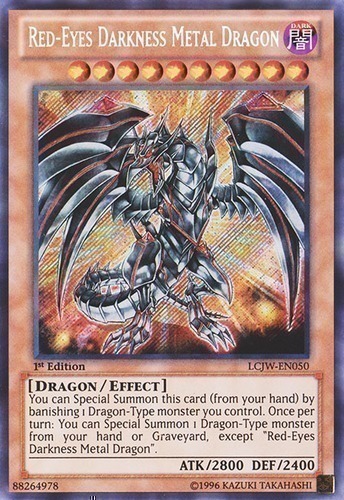 Red-Eyes Darkness Metal Dragon
DARK
闇
1st Edition
LCJW-EN050
[DRAGON/EFFECT]
You can Special Summon this card (from your hand) by
banishing 1 Dragon-Type monster you control. Once per
turn: You can Special Summon 1 Dragon-Type monster
from your hand or Graveyard, except "Red-Eyes
Darkness Metal Dragon".
ATK/2800 DEF/2400
88264978
©1996 KAZUKI TAKAHASHI